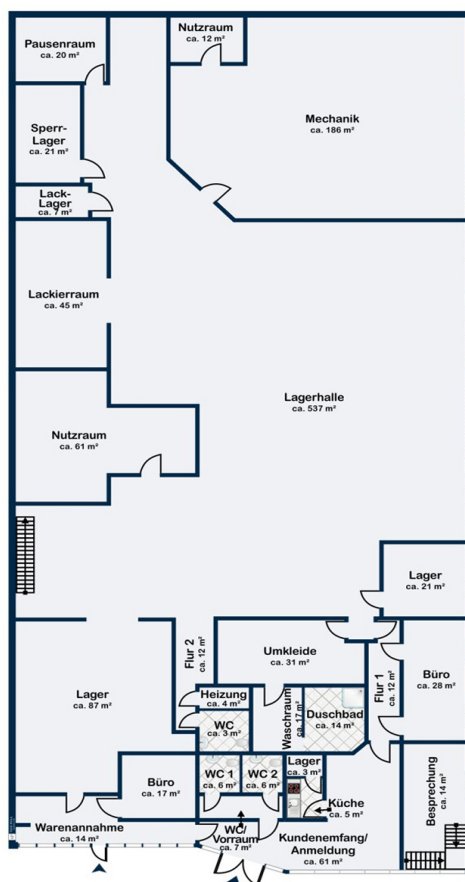 Pausenraum
ca. 20 m²
Nutzraum
ca. 12 m²
Mechanik
ca. 186 m²
Sperr-
Lager
ca. 21 m²
Lack-
Lager
ca. 7 m²
Lackierraum
ca. 45 m²
Lagerhalle
ca. 537 m²
Nutzraum
ca. 61 m²
Lager
ca. 21 m²
Flur 2
ca. 12 m²
Umkleide
ca. 31 m²
Flur 1
ca. 12 m²
Büro
ca. 28 m²
Lager
ca. 87 m²
Heizung
ca. 4 m²
WC
ca. 3 m²
Waschraum
ca. 17 m²
Duschbad
ca. 14 m²
Büro
ca. 17 m²
WC 1
ca. 6 m²
WC 2
ca. 6 m²
Lager
ca. 3 m²
Küche
ca. 5 m²
Besprechung
ca. 14 m²
Warenannahme
ca. 14 m²
WC/
Vorraum
ca. 7 m²
Kundenemfang/
Anmeldung
ca. 61 m²